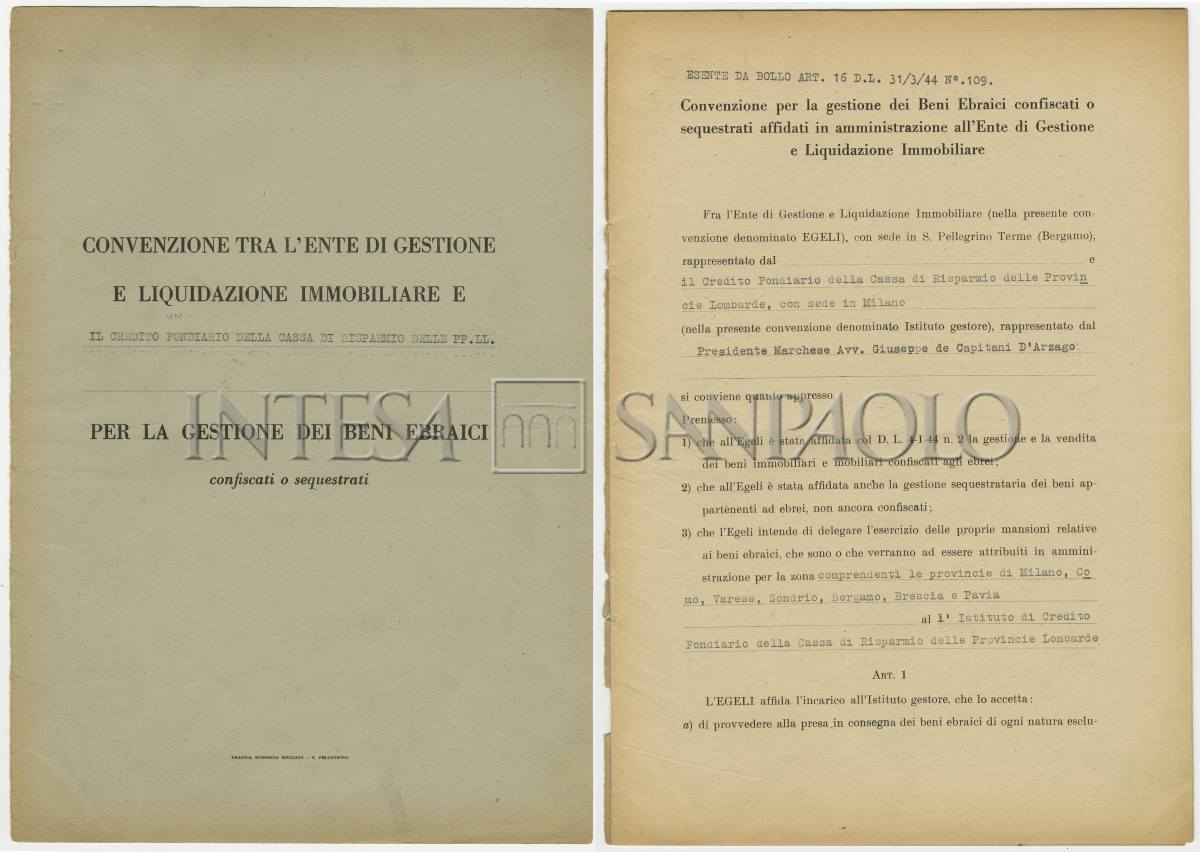 CONVENZIONE TRA L'ENTE DI GESTIONE
E LIQUIDAZIONE IMMOBILIARE E
IL CREDITO FONDIARIO DELLA CASSA DI RISPARMIO DELLE PP.LL.
PER LA GESTIONE DEI BENI EBRAICI
confiscati o sequestrati
GRAFICA MODERNA GIULIANI - S. PELLEGRINO
INTESA SANPAOLO
ESENTE DA BOLLO ART. 16 D.L. 31/3/44 Nº.109.
Convenzione per la gestione dei Beni Ebraici confiscati o
sequestrati affidati in amministrazione all'Ente di Gestione
e Liquidazione Immobiliare
Fra l'Ente di Gestione e Liquidazione Immobiliare (nella presente con-
venzione denominato EGELI), con sede in S. Pellegrino Terme (Bergamo),
rappresentato dal e
il Credito Fondiario della Cassa di Risparmio delle Provin
cie Lombarde, con sede in Milano
(nella presente convenzione denominato Istituto gestore), rappresentato dal
Presidente Marchese Avv. Giuseppe de Capitani D'Arzago
si conviene quanto appresso.
Premesso:
1) che all'Egeli è stata affidata col D. L. 4-1-44 n. 2 la gestione e la vendita
dei beni immobiliari e mobiliari confiscati agli ebrei;
2) che all'Egeli è stata affidata anche la gestione sequestrataria dei beni ap-
partenenti ad ebrei, non ancora confiscati;
3) che l'Egeli intende di delegare l'esercizio delle proprie mansioni relative
ai beni ebraici, che sono o che verranno ad essere attribuiti in ammini-
strazione per la zona comprendenti le provincie di Milano, Co
mo, Varese, Sondrio, Bergamo, Brescia e Pavia
al l' Istituto di Credito
Fondiario della Cassa di Risparmio delle Provincie Lombarde
ART. 1
L'EGELI affida l'incarico all'Istituto gestore, che lo accetta:
a) di provvedere alla presa in consegna dei beni ebraici di ogni natura esclu-